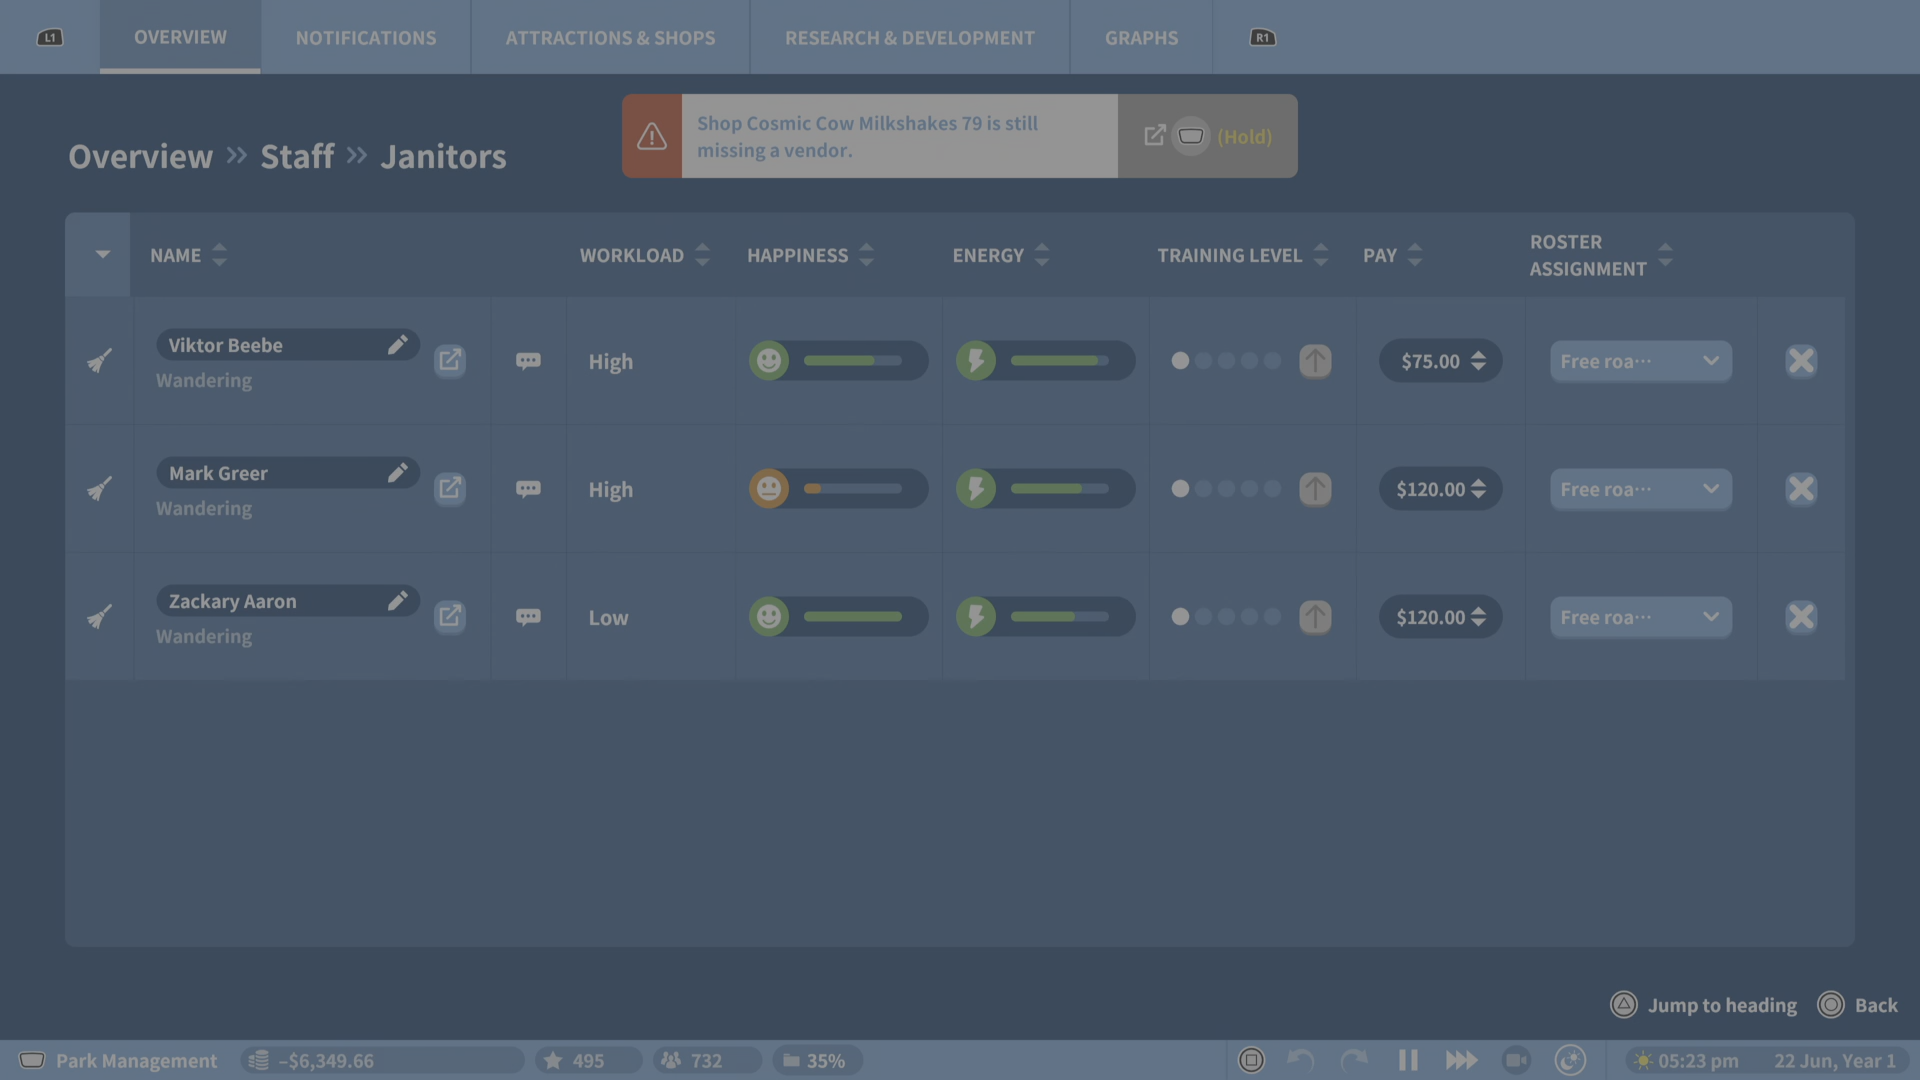 L1
OVERVIEW
NOTIFICATIONS
ATTRACTIONS & SHOPS
RESEARCH & DEVELOPMENT
GRAPHS
R1
Overview » Staff » Janitors
Shop Cosmic Cow Milkshakes 79 is still
missing a vendor.
(Hold)
NAME
WORKLOAD
HAPPINESS
ENERGY
TRAINING LEVEL
PAY
ROSTER
ASSIGNMENT
Viktor Beebe
Wandering
High
$75.00
Free roa...
Mark Greer
Wandering
High
$120.00
Free roa...
Zackary Aaron
Wandering
Low
$120.00
Free roa...
Jump to heading
Back
Park Management
-$6,349.66
495
732
35%
05:23 pm
22 Jun, Year 1